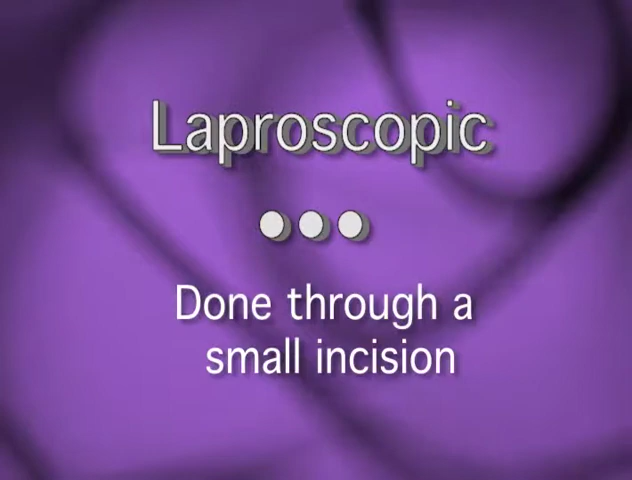 Laproscopic
•••
Done through a
small incision